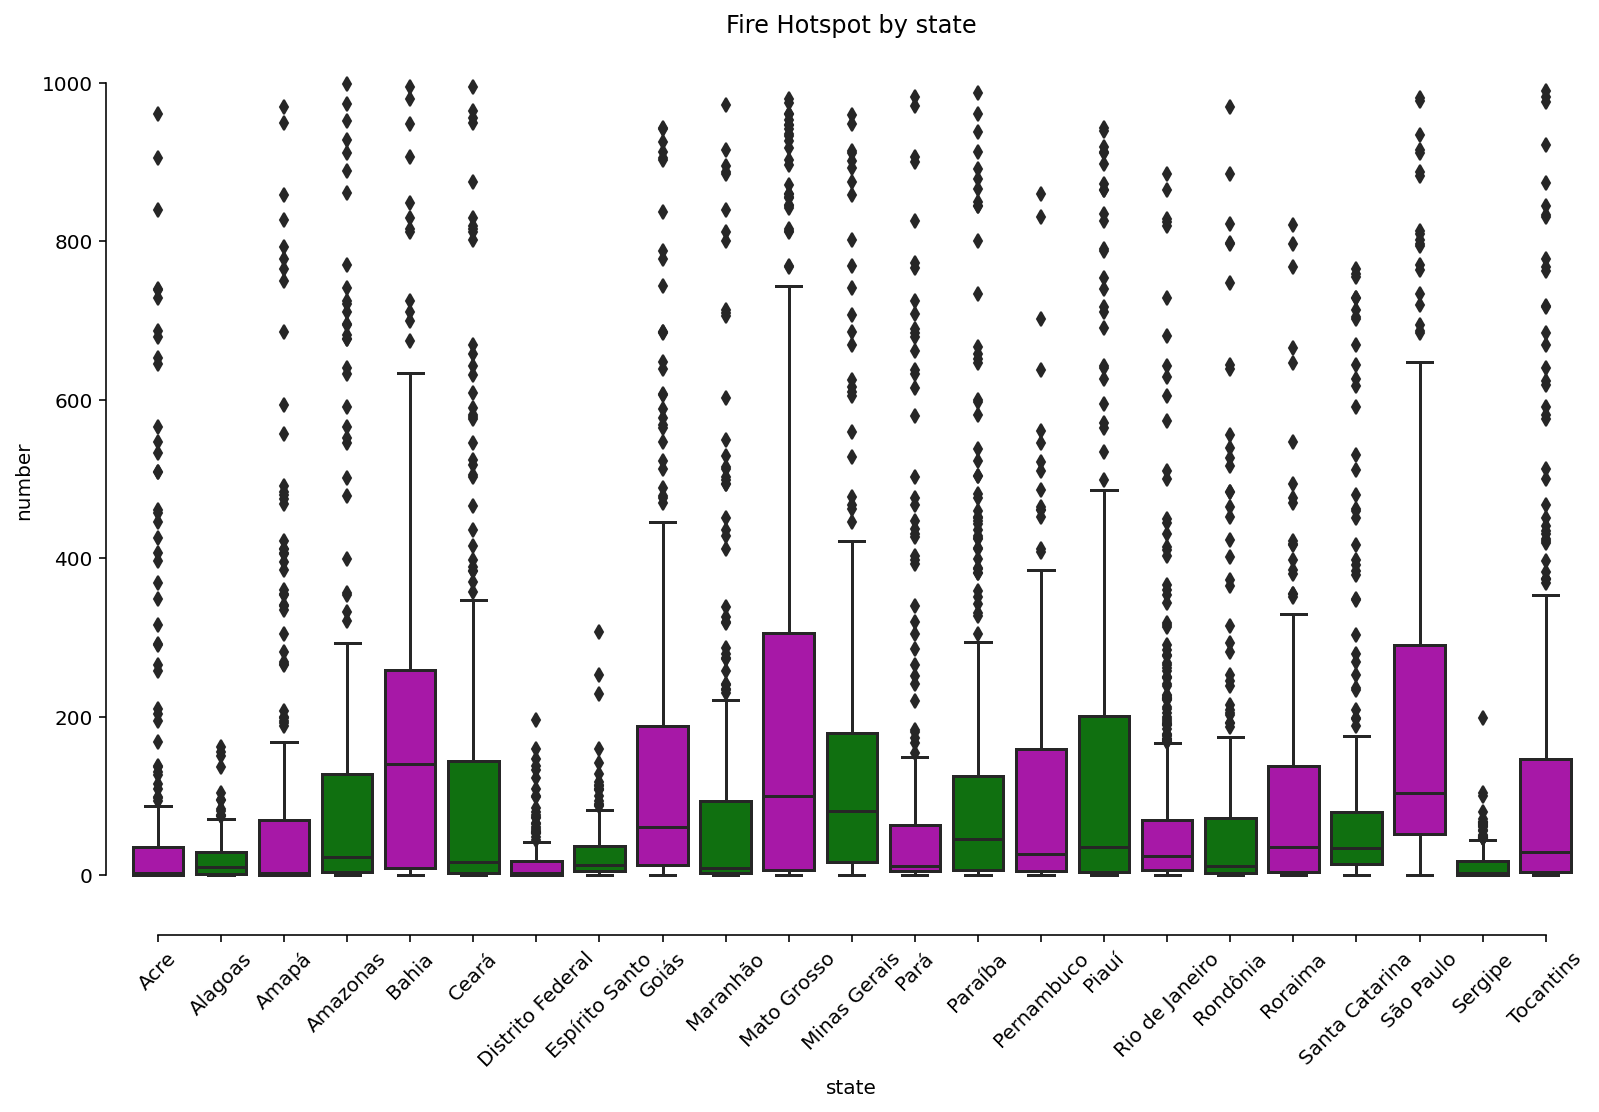 Fire Hotspot by state
1000
800
600
400
200
0
number
Acre
Alagoas
Amapá
Amazonas
Bahia
Ceará
Distrito Federal
Espírito Santo
Goiás
Maranhão
Mato Grosso
Minas Gerais
Pará
Paraíba
Pernambuco
Piauí
Rio de Janeiro
Rondônia
Roraima
Santa Catarina
São Paulo
Sergipe
Tocantins
state